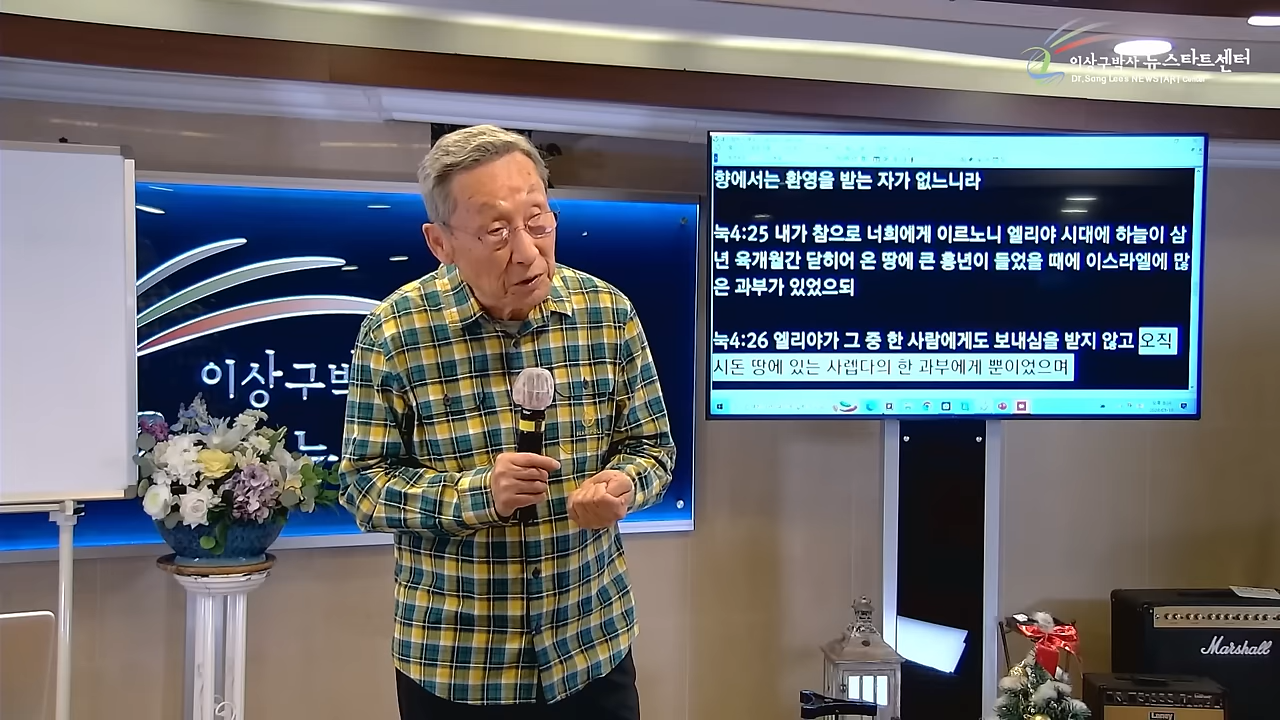 이상구박사 뉴스타트센터
Dr.Sang Lee's NEWSTART Center
향에서는 환영을 받는 자가 없느니라
눅4:25 내가 참으로 너희에게 이르노니 엘리야 시대에 하늘이 삼
년 육개월간 닫히어 온 땅에 큰 흉년이 들었을 때에 이스라엘에 많
은 과부가 있었으되
눅4:26 엘리야가 그 중 한 사람에게도 보내심을 받지 않고 오직
시돈 땅에 있는 사렙다의 한 과부에게 뿐이었으며
이상구박
Marshall
Laney